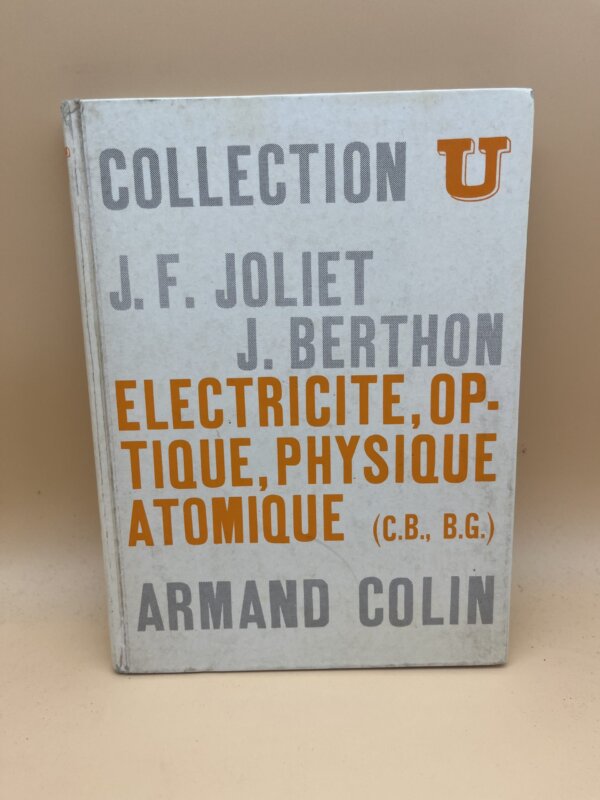 COLLECTION U
J. F. JOLIET
J. BERTHON
ELECTRICITE, OP-
TIQUE, PHYSIQUE
ATOMIQUE (C.B., B.G.)
ARMAND COLIN